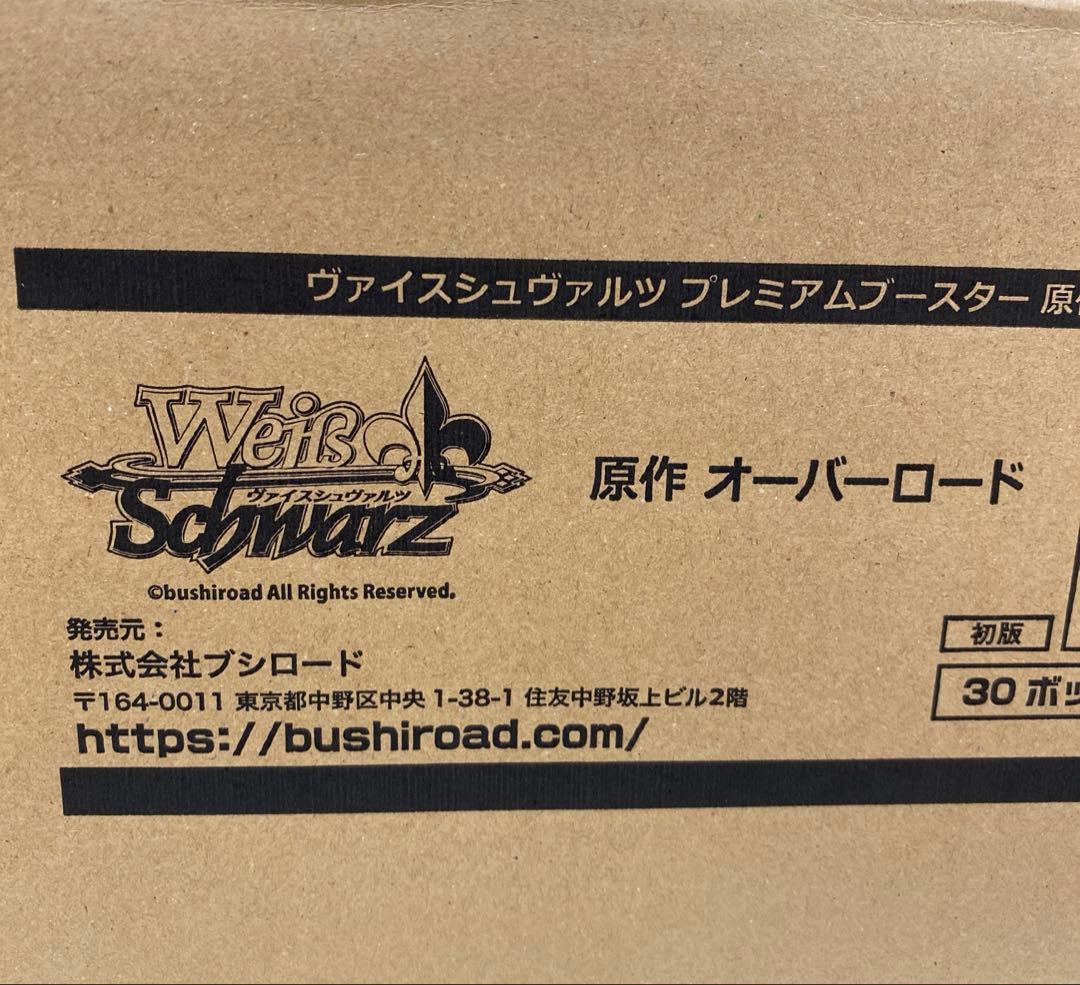 ヴァイスシュヴァルツ プレミアムブースター 原
Weiß
ヴァイスシュヴァルツ
Schwarz
©bushiroad All Rights Reserved.
原作 オーバーロード
発売元：
株式会社ブシロード
〒164-0011 東京都中野区中央 1-38-1 住友中野坂上ビル2階
https://bushiroad.com/
初版
30 ボッ